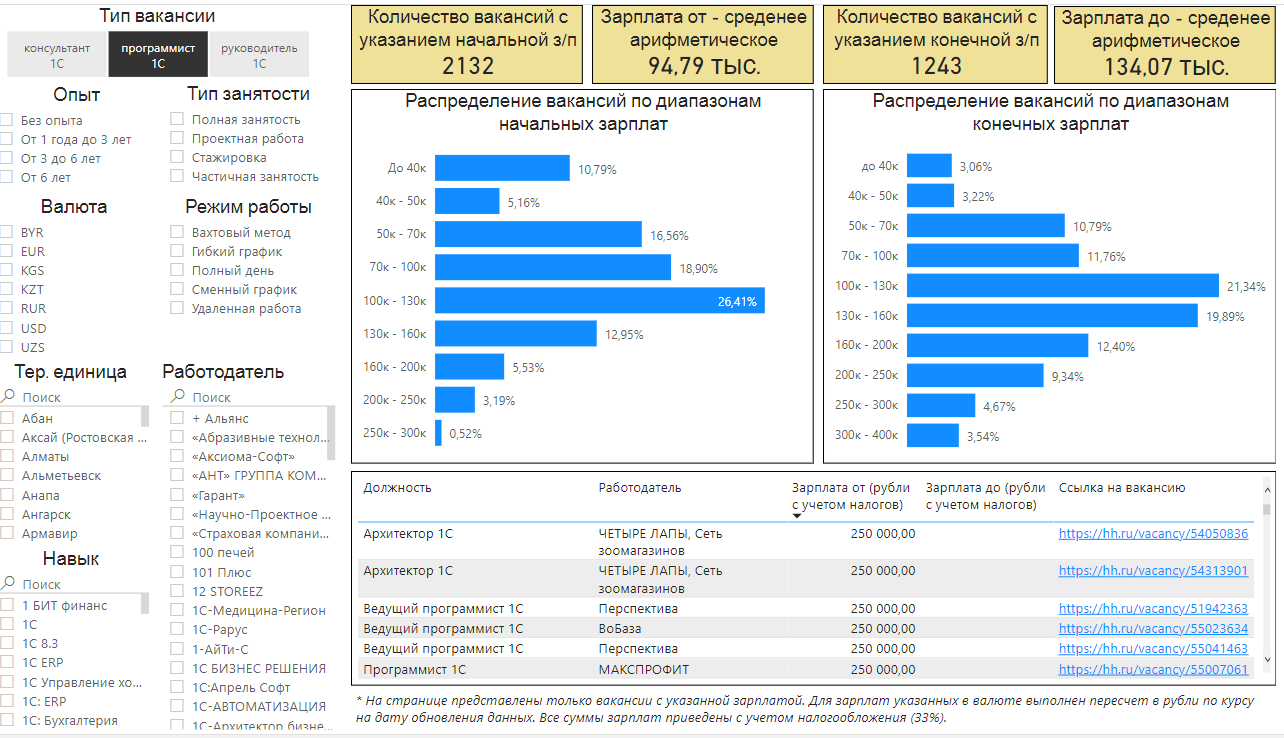 Тип вакансии
консультант
1С
программист
1С
руководитель
1С
Опыт
Без опыта
От 1 года до 3 лет
От 3 до 6 лет
От 6 лет
Тип занятости
Полная занятость
Проектная работа
Стажировка
Частичная занятость
Валюта
BYR
EUR
KGS
KZT
RUR
USD
UZS
Режим работы
Вахтовый метод
Гибкий график
Полный день
Сменный график
Удаленная работа
Тер. единица
Поиск
Абан
Аксай (Ростовская ...
Алматы
Альметьевск
Анапа
Ангарск
Армавир
Навык
Поиск
1 БИТ финанс
1С
1С 8.3
1С ERP
1С Управление хо...
1С: ERP
1С: Бухгалтерия
Работодатель
Поиск
+ Альянс
«Абразивные технол...
«Аксиома-Софт»
«АНТ» ГРУППА КОМ...
«Гарант»
«Научно-Проектное ...
«Страховая компани...
100 печей
101 Плюс
12 STOREEZ
1С-Медицина-Регион
1С-Рарус
1-АйТи-С
1С БИЗНЕС РЕШЕНИЯ
1С:Апрель Софт
1С-АВТОМАТИЗАЦИЯ
1С-Архитектор бизне...
Количество вакансий с
указанием начальной з/п
2132
Зарплата от - среденее
арифметическое
94,79 тыс.
Количество вакансий с
указанием конечной з/п
1243
Зарплата до - среденее
арифметическое
134,07 тыс.
Распределение вакансий по диапазонам
начальных зарплат
До 40к 10,79%
40к - 50к 5,16%
50к - 70к 16,56%
70к - 100к 18,90%
100к - 130к 26,41%
130к - 160к 12,95%
160к - 200к 5,53%
200к - 250к 3,19%
250к - 300к 0,52%
Распределение вакансий по диапазонам
конечных зарплат
до 40к 3,06%
40к - 50к 3,22%
50к - 70к 10,79%
70к - 100к 11,76%
100к - 130к 21,34%
130к - 160к 19,89%
160к - 200к 12,40%
200к - 250к 9,34%
250к - 300к 4,67%
300к - 400к 3,54%
Должность Работодатель Зарплата от (рубли Зарплата до (рубли Ссылка на вакансию
с учетом налогов) с учетом налогов)
Архитектор 1С ЧЕТЫРЕ ЛАПЫ, Сеть 250 000,00 https://hh.ru/vacancy/54050836
зоомагазинов
Архитектор 1С ЧЕТЫРЕ ЛАПЫ, Сеть 250 000,00 https://hh.ru/vacancy/54313901
зоомагазинов
Ведущий программист 1С Перспектива 250 000,00 https://hh.ru/vacancy/51942363
Ведущий программист 1С ВоБаза 250 000,00 https://hh.ru/vacancy/55023634
Ведущий программист 1С Перспектива 250 000,00 https://hh.ru/vacancy/55041463
Программист 1С МАКСПРОФИТ 250 000,00 https://hh.ru/vacancy/55007061
* На странице представлены только вакансии с указанной зарплатой. Для зарплат указанных в валюте выполнен пересчет в рубли по курсу
на дату обновления данных. Все суммы зарплат приведены с учетом налогообложения (33%).